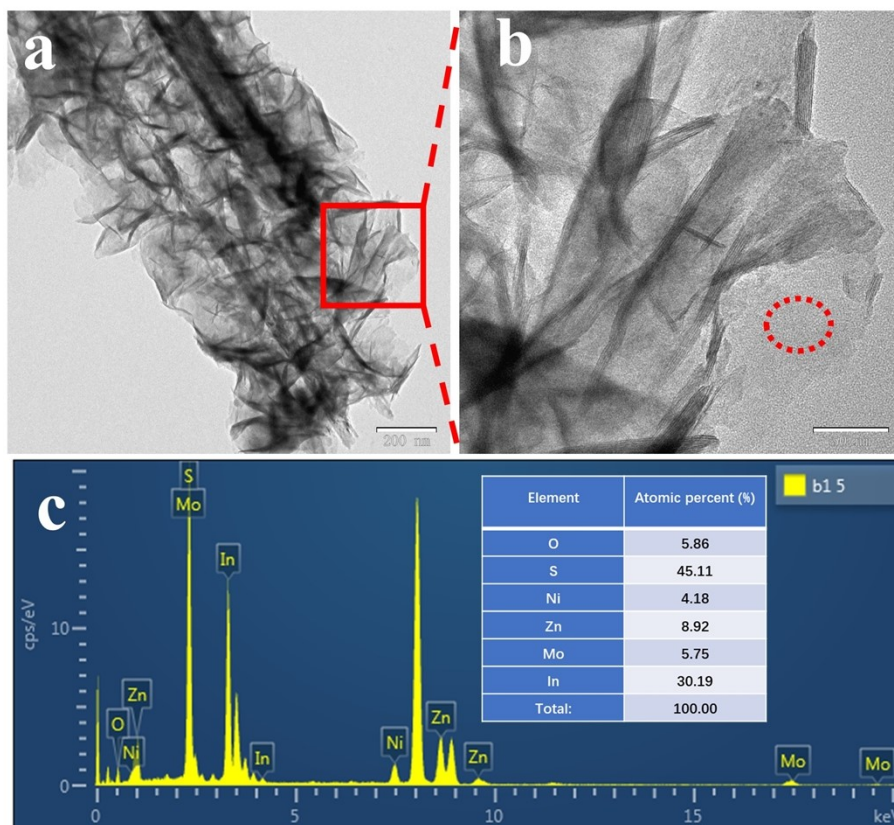 a
b
200 nm
c
S
Mo
In
Zn
O
Ni
In
Ni
Zn
Zn
Mo
Mo
b1 5
cps/eV
10
0
0
5
10
15
keV
Element Atomic percent (%)
O 5.86
S 45.11
Ni 4.18
Zn 8.92
Mo 5.75
In 30.19
Total: 100.00